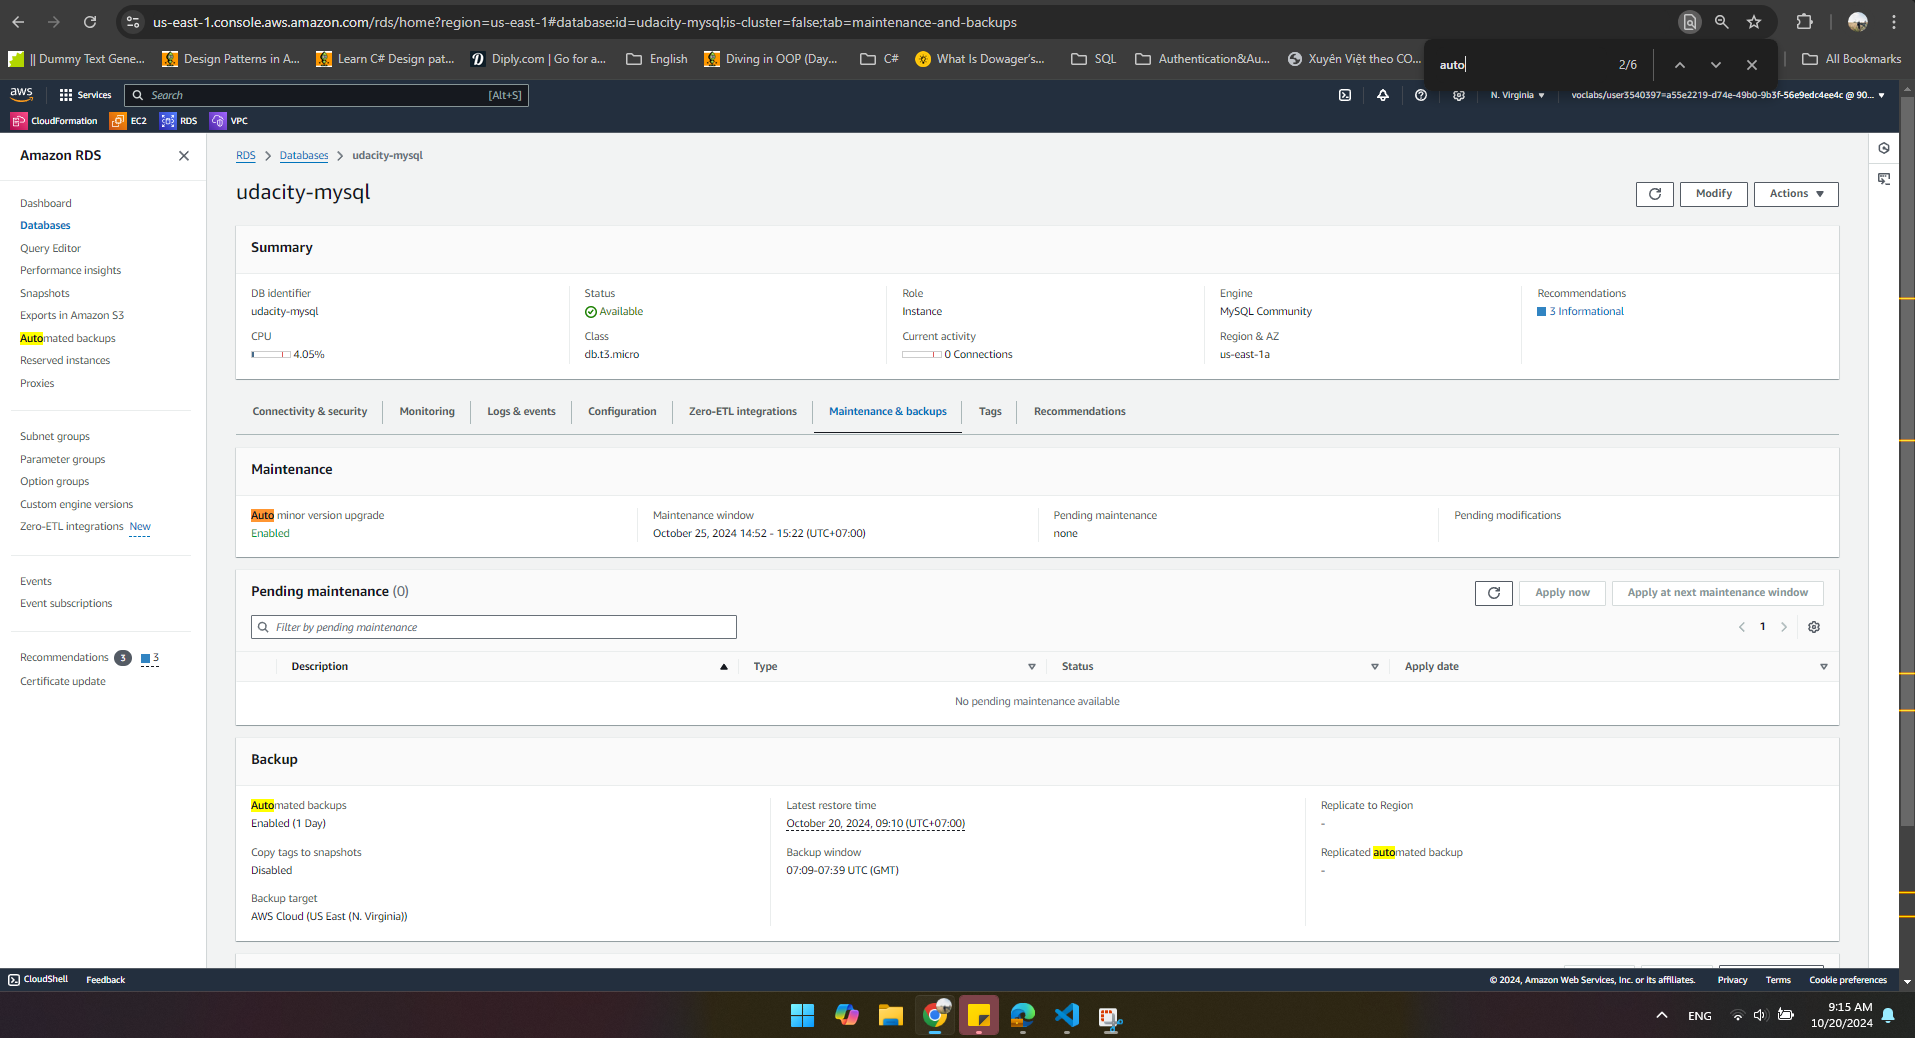 us-east-1.console.aws.amazon.com/rds/home?region=us-east-1#database:id=udacity-mysql;is-cluster=false;tab=maintenance-and-backups
|| Dummy Text Gene... Design Patterns in A... Learn C# Design pat... Diply.com | Go for a... English Diving in OOP (Day... C# What Is Dowager's... SQL Authentication&Au... Xuyên Việt theo CO... All Bookmarks
auto 2/6
aws Services Search [Alt+S] N. Virginia voclabs/user3540397=a55e2219-d74e-49b0-9b3f-56e9edc4ee4c @ 90...
CloudFormation EC2 RDS VPC
Amazon RDS
Dashboard
Databases
Query Editor
Performance insights
Snapshots
Exports in Amazon S3
Automated backups
Reserved instances
Proxies
Subnet groups
Parameter groups
Option groups
Custom engine versions
Zero-ETL integrations New
Events
Event subscriptions
Recommendations 3 3
Certificate update
RDS > Databases > udacity-mysql
udacity-mysql
Modify Actions
Summary
DB identifier
udacity-mysql
CPU
4.05%
Status
Available
Class
db.t3.micro
Role
Instance
Current activity
0 Connections
Engine
MySQL Community
Region & AZ
us-east-1a
Recommendations
3 Informational
Connectivity & security Monitoring Logs & events Configuration Zero-ETL integrations Maintenance & backups Tags Recommendations
Maintenance
Auto minor version upgrade
Enabled
Maintenance window
October 25, 2024 14:52 - 15:22 (UTC+07:00)
Pending maintenance
none
Pending modifications
Pending maintenance (0)
Apply now Apply at next maintenance window
Filter by pending maintenance
1
Description Type Status Apply date
No pending maintenance available
Backup
Automated backups
Enabled (1 Day)
Copy tags to snapshots
Disabled
Backup target
AWS Cloud (US East (N. Virginia))
Latest restore time
October 20, 2024, 09:10 (UTC+07:00)
Backup window
07:09-07:39 UTC (GMT)
Replicate to Region
-
Replicated automated backup
-
CloudShell Feedback © 2024, Amazon Web Services, Inc. or its affiliates. Privacy Terms Cookie preferences
ENG 9:15 AM
10/20/2024